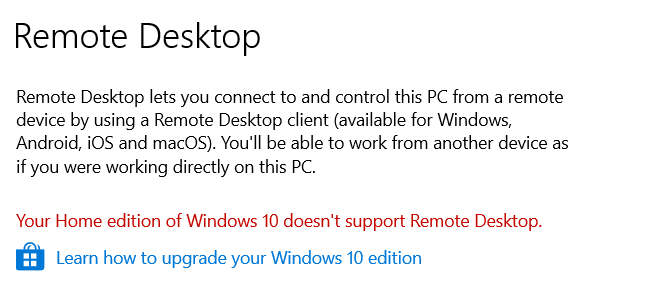 Remote Desktop
Remote Desktop lets you connect to and control this PC from a remote
device by using a Remote Desktop client (available for Windows,
Android, iOS and macOS). You'll be able to work from another device as
if you were working directly on this PC.
Your Home edition of Windows 10 doesn't support Remote Desktop.
Learn how to upgrade your Windows 10 edition